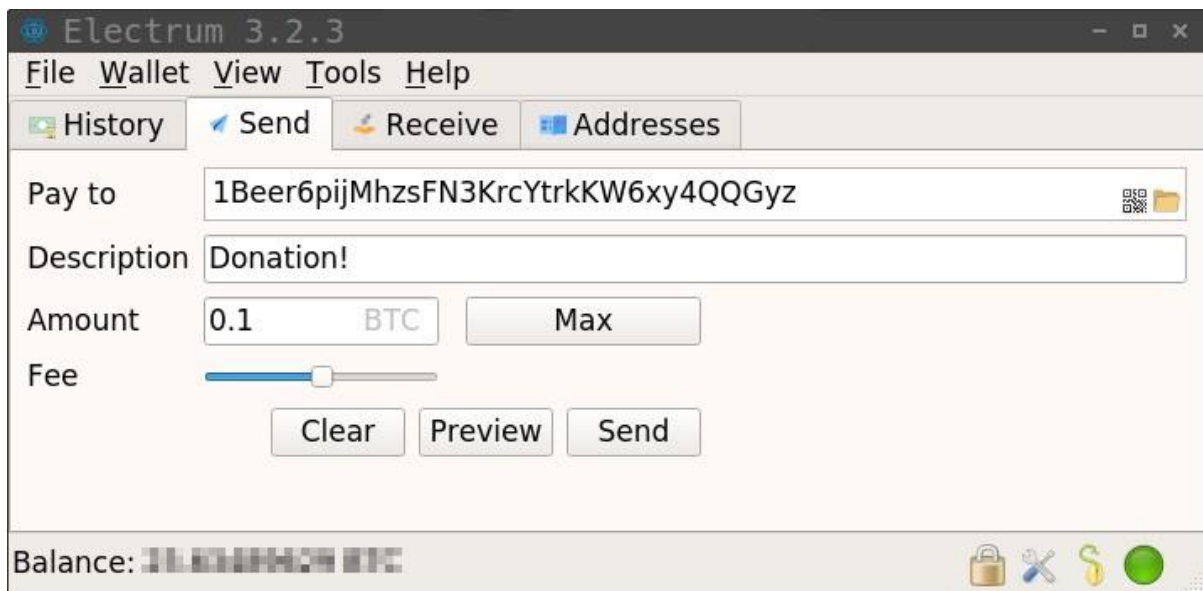 Electrum 3.2.3
File Wallet View Tools Help
History Send Receive Addresses
Pay to 1Beer6pijMhzsFN3KrcYtrkKW6xy4QQGyz
Description Donation!
Amount 0.1 BTC Max
Fee
Clear Preview Send
Balance: